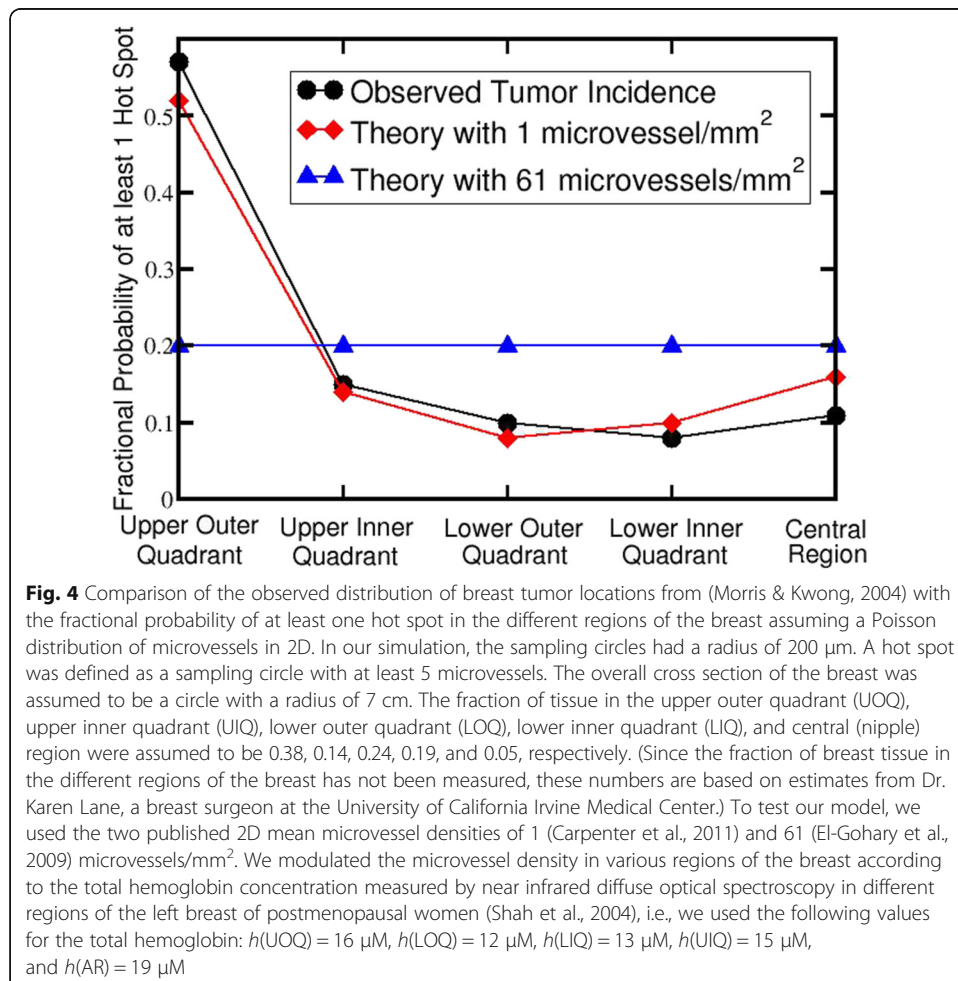 Fractional Probability of at least 1 Hot Spot
0.5
0.4
0.3
0.2
0.1
0
Observed Tumor Incidence
Theory with 1 microvessel/mm²
Theory with 61 microvessels/mm²
Upper Outer Quadrant
Upper Inner Quadrant
Lower Outer Quadrant
Lower Inner Quadrant
Central Region
Fig. 4 Comparison of the observed distribution of breast tumor locations from (Morris & Kwong, 2004) with
the fractional probability of at least one hot spot in the different regions of the breast assuming a Poisson
distribution of microvessels in 2D. In our simulation, the sampling circles had a radius of 200 μm. A hot spot
was defined as a sampling circle with at least 5 microvessels. The overall cross section of the breast was
assumed to be a circle with a radius of 7 cm. The fraction of tissue in the upper outer quadrant (UOQ),
upper inner quadrant (UIQ), lower outer quadrant (LOQ), lower inner quadrant (LIQ), and central (nipple)
region were assumed to be 0.38, 0.14, 0.24, 0.19, and 0.05, respectively. (Since the fraction of breast tissue in
the different regions of the breast has not been measured, these numbers are based on estimates from Dr.
Karen Lane, a breast surgeon at the University of California Irvine Medical Center.) To test our model, we
used the two published 2D mean microvessel densities of 1 (Carpenter et al., 2011) and 61 (El-Gohary et al.,
2009) microvessels/mm². We modulated the microvessel density in various regions of the breast according
to the total hemoglobin concentration measured by near infrared diffuse optical spectroscopy in different
regions of the left breast of postmenopausal women (Shah et al., 2004), i.e., we used the following values
for the total hemoglobin: h(UOQ) = 16 μM, h(LOQ) = 12 μM, h(LIQ) = 13 μM, h(UIQ) = 15 μM,
and h(AR) = 19 μM